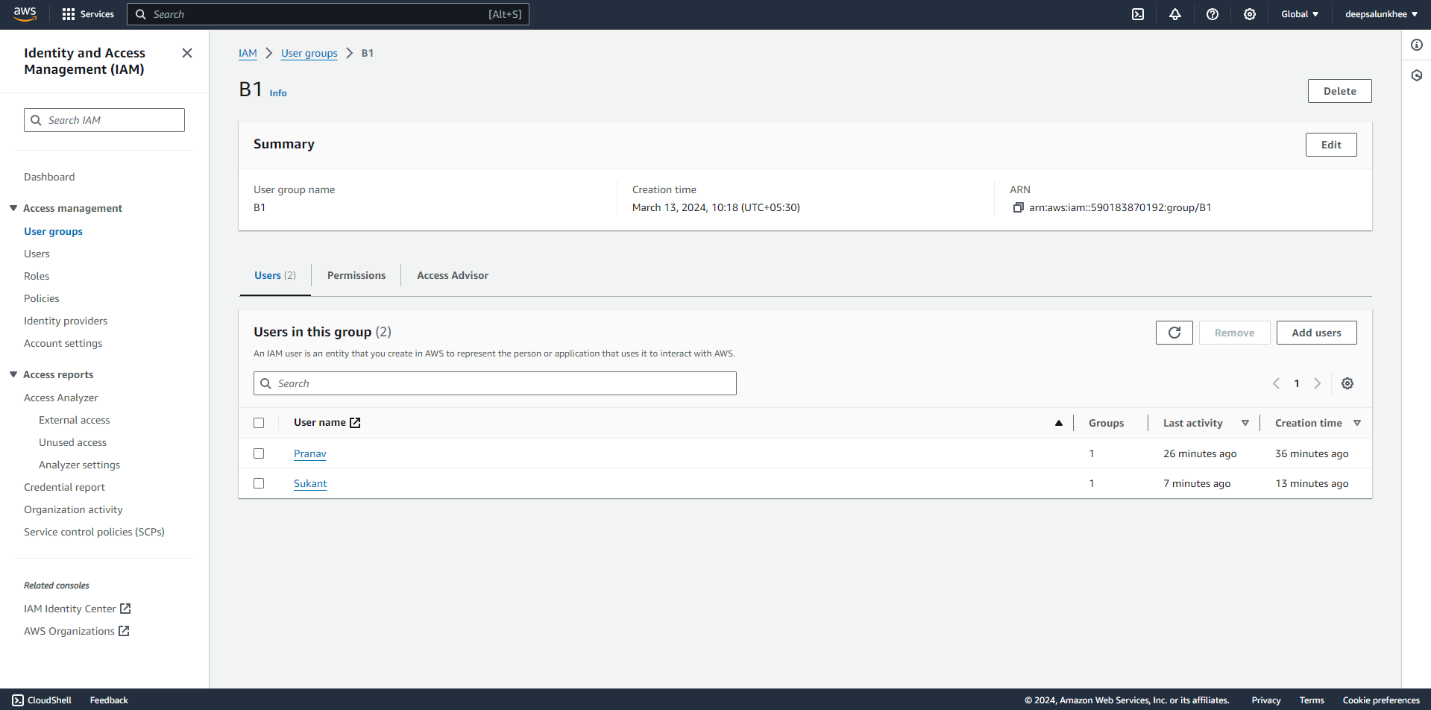 aws
Services
Search
[Alt+S]
Global
deepsalunkhee
Identity and Access
Management (IAM)
Search IAM
Dashboard
Access management
User groups
Users
Roles
Policies
Identity providers
Account settings
Access reports
Access Analyzer
External access
Unused access
Analyzer settings
Credential report
Organization activity
Service control policies (SCPs)
Related consoles
IAM Identity Center
AWS Organizations
IAM
User groups
B1
B1 Info
Delete
Summary
Edit
User group name
B1
Creation time
March 13, 2024, 10:18 (UTC+05:30)
ARN
arn:aws:iam::590183870192:group/B1
Users (2)
Permissions
Access Advisor
Users in this group (2)
Remove
Add users
An IAM user is an entity that you create in AWS to represent the person or application that uses it to interact with AWS.
Search
1
User name Groups Last activity Creation time
Pranav 1 26 minutes ago 36 minutes ago
Sukant 1 7 minutes ago 13 minutes ago
CloudShell
Feedback
© 2024, Amazon Web Services, Inc. or its affiliates.
Privacy
Terms
Cookie preferences